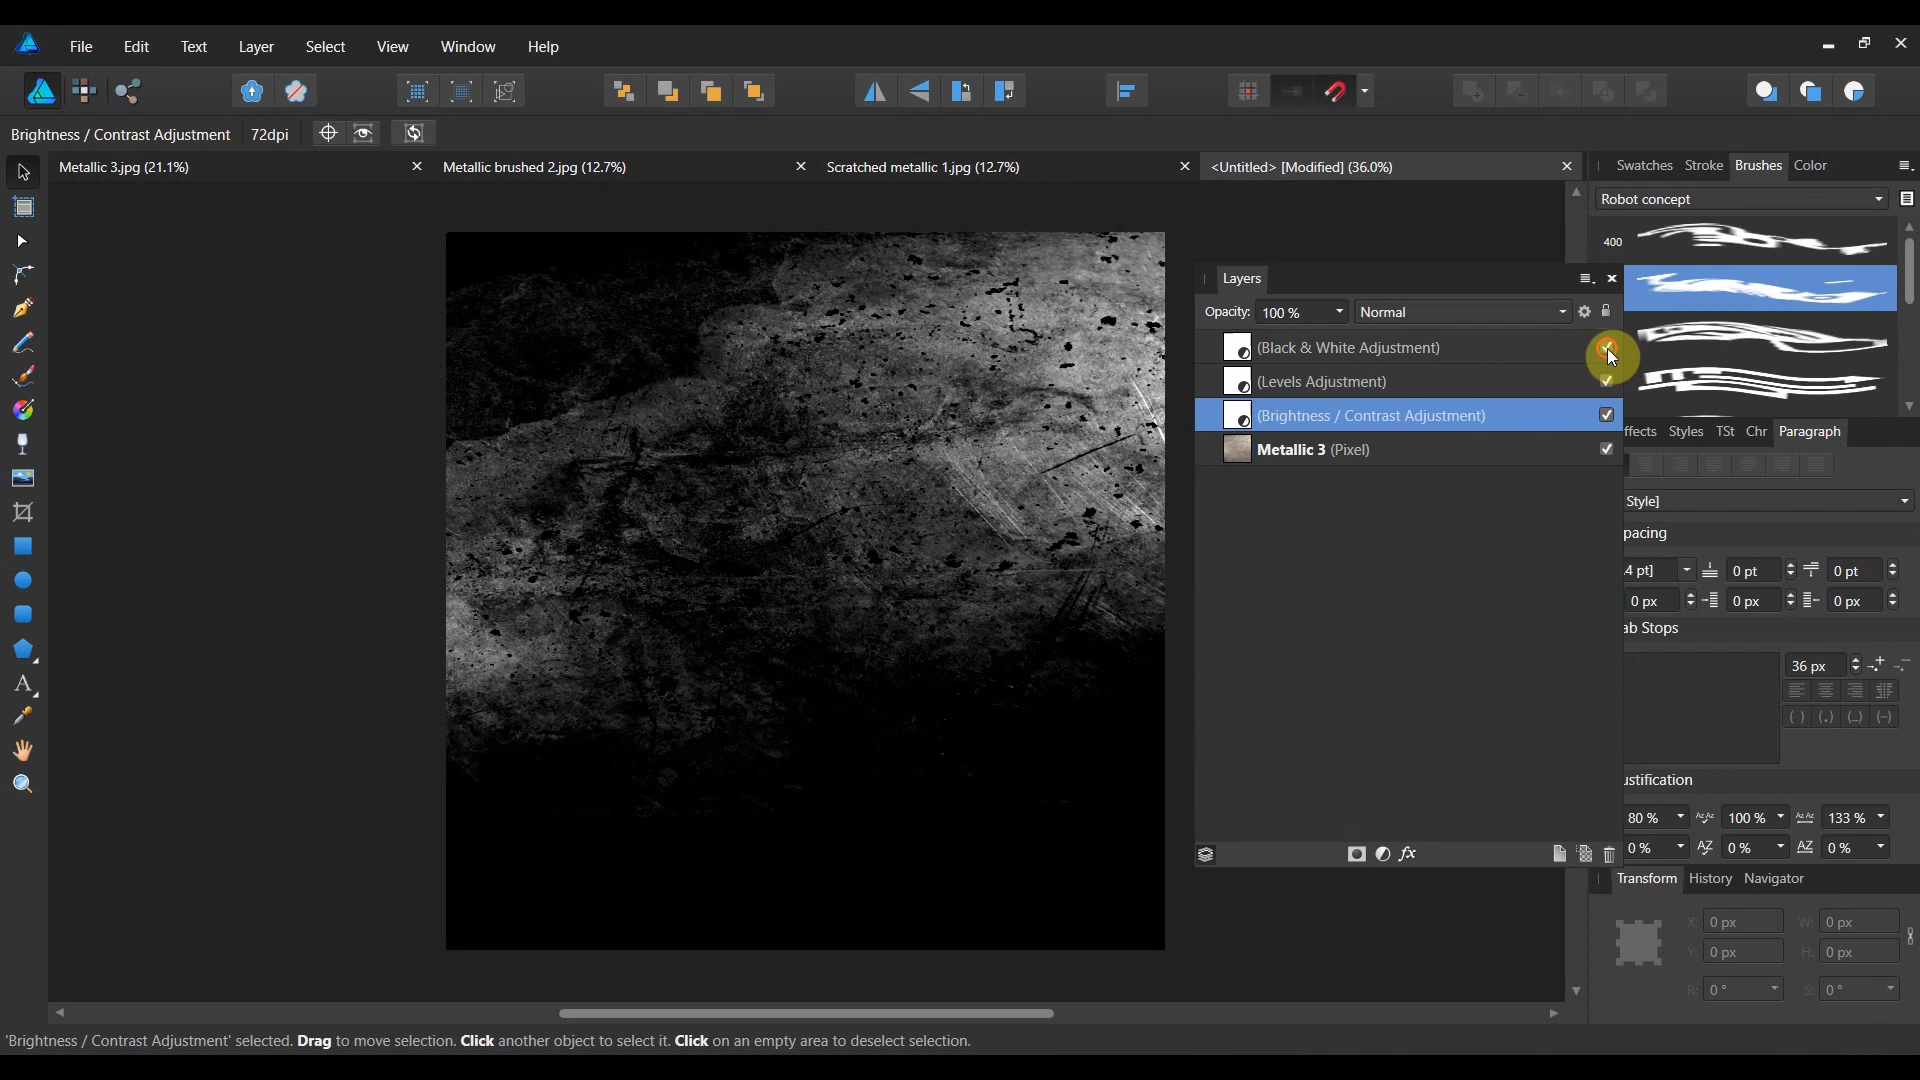 File Edit Text Layer Select View Window Help
Brightness / Contrast Adjustment 72dpi
Metallic 3.jpg (21.1%) Metallic brushed 2.jpg (12.7%) Scratched metallic 1.jpg (12.7%) <Untitled> [Modified] (36.0%)
Swatches Stroke Brushes Color
Robot concept
400
Layers
Opacity: 100 % Normal
(Black & White Adjustment)
(Levels Adjustment)
(Brightness / Contrast Adjustment)
Metallic 3 (Pixel)
ffects Styles TSt Chr Paragraph
Style]
pacing
4 pt] 0 pt 0 pt
0 px 0 px 0 px
ab Stops
36 px
ustification
80 % 100 % 133 %
0 % 0 % 0 %
Transform History Navigator
X: 0 px W: 0 px
Y: 0 px H: 0 px
R: 0 ° S: 0 °
'Brightness / Contrast Adjustment' selected. Drag to move selection. Click another object to select it. Click on an empty area to deselect selection.